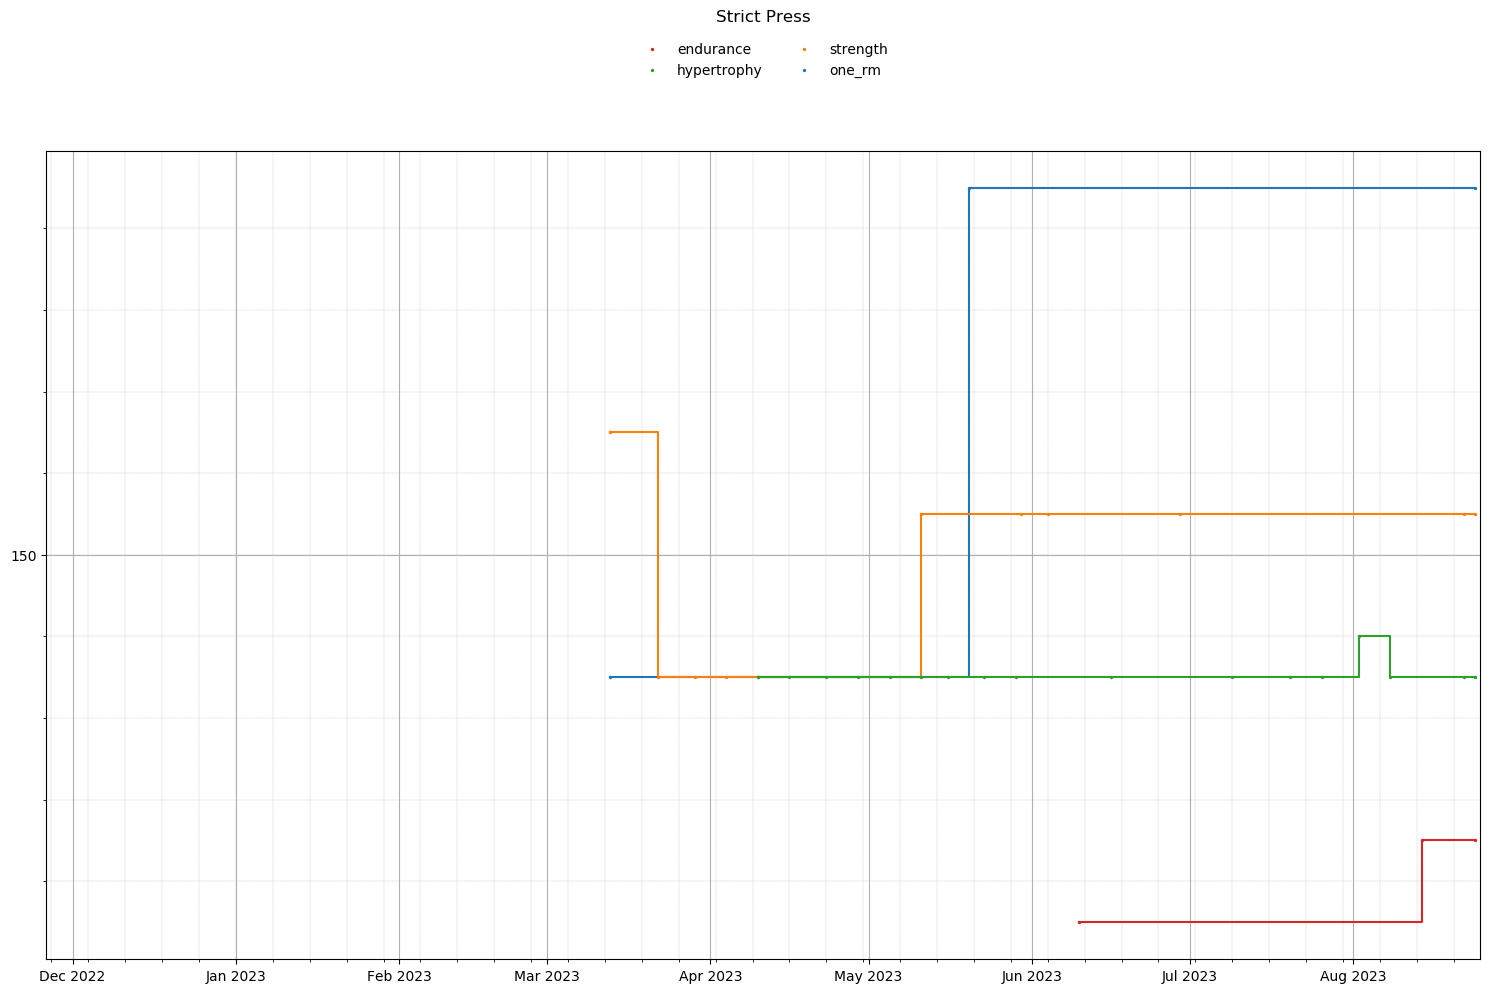 Strict Press
endurance strength
hypertrophy one_rm
150
Dec 2022 Jan 2023 Feb 2023 Mar 2023 Apr 2023 May 2023 Jun 2023 Jul 2023 Aug 2023